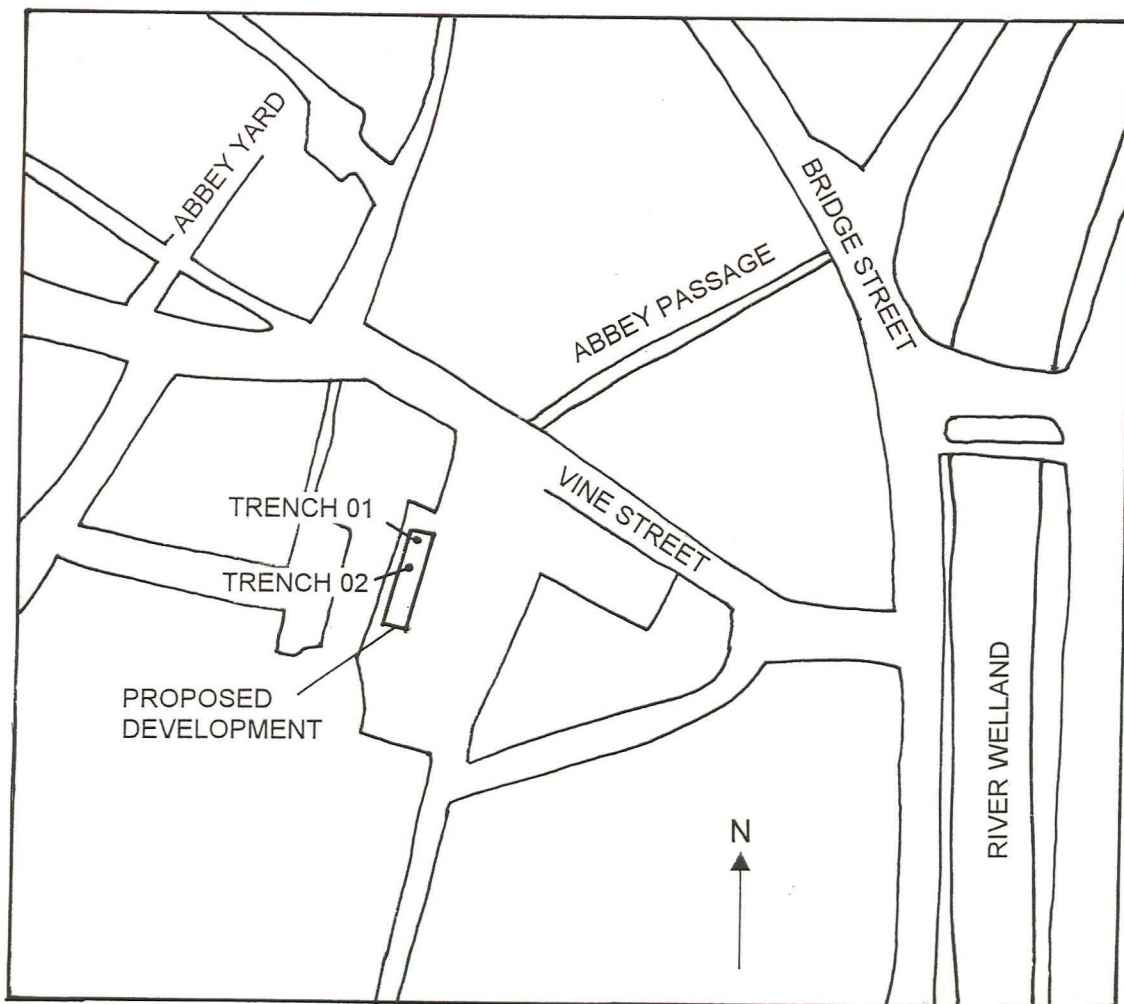 ABBEY YARD
BRIDGE STREET
ABBEY PASSAGE
VINE STREET
TRENCH 01
TRENCH 02
PROPOSED
DEVELOPMENT
RIVER WELLAND
N